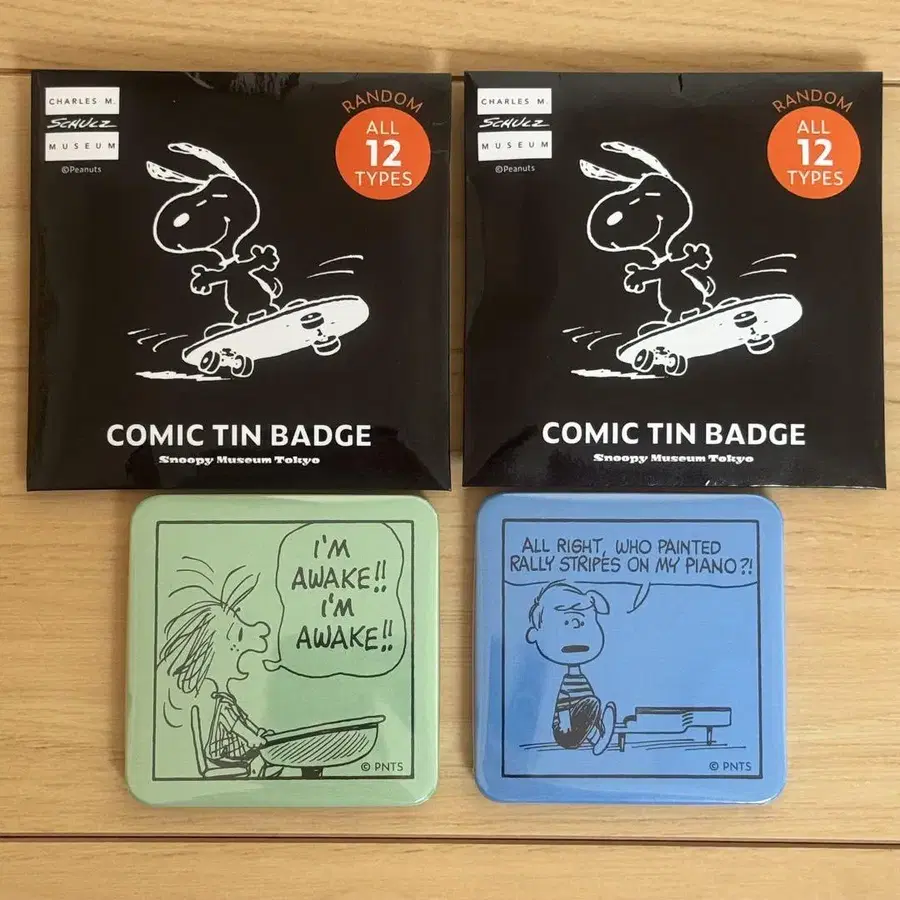 CHARLES M.
SCHULZ
MUSEUM
©Peanuts
RANDOM
ALL
12
TYPES
COMIC TIN BADGE
Snoopy Museum Tokyo
CHARLES M.
SCHULZ
MUSEUM
©Peanuts
RANDOM
ALL
12
TYPES
COMIC TIN BADGE
Snoopy Museum Tokyo
I'M
AWAKE!!
I'M
AWAKE!!
© PNTS
ALL RIGHT, WHO PAINTED
RALLY STRIPES ON MY PIANO?!
© PNTS